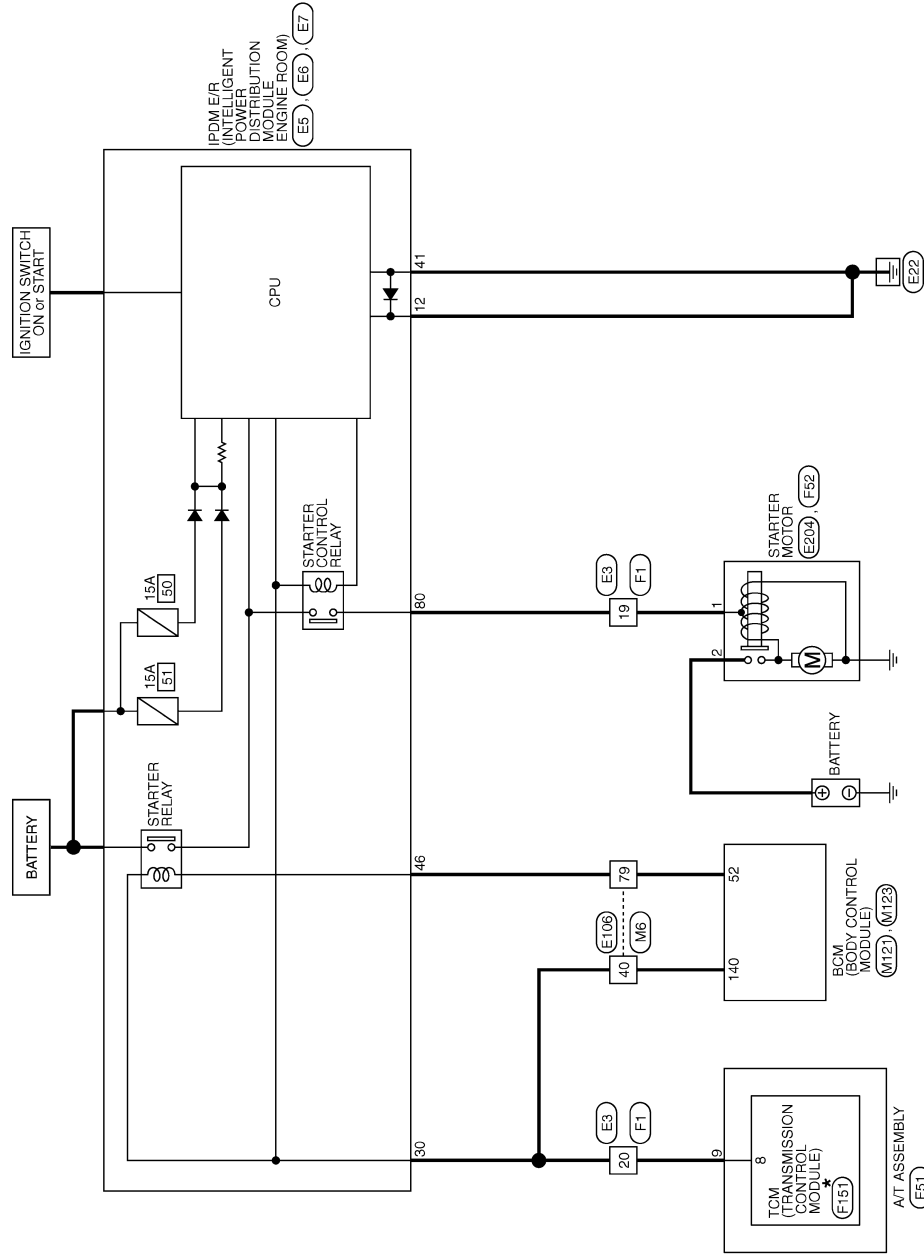 BATTERY
IGNITION SWITCH
ON or START
IPDM E/R
(INTELLIGENT
POWER
DISTRIBUTION
MODULE
ENGINE ROOM)
E5 , E6 , E7
STARTER
RELAY
15A
51
15A
50
STARTER
CONTROL
RELAY
CPU
30
46
80
12
41
E3
20
F1
E106
40
79
M6
E3
19
F1
9
8
TCM
(TRANSMISSION
CONTROL
MODULE)
*
F151
A/T ASSEMBLY
F51
140
52
BCM
(BODY CONTROL
MODULE)
M121 , M123
BATTERY
+
−
2
1
M
STARTER
MOTOR
E204 , F52
E22